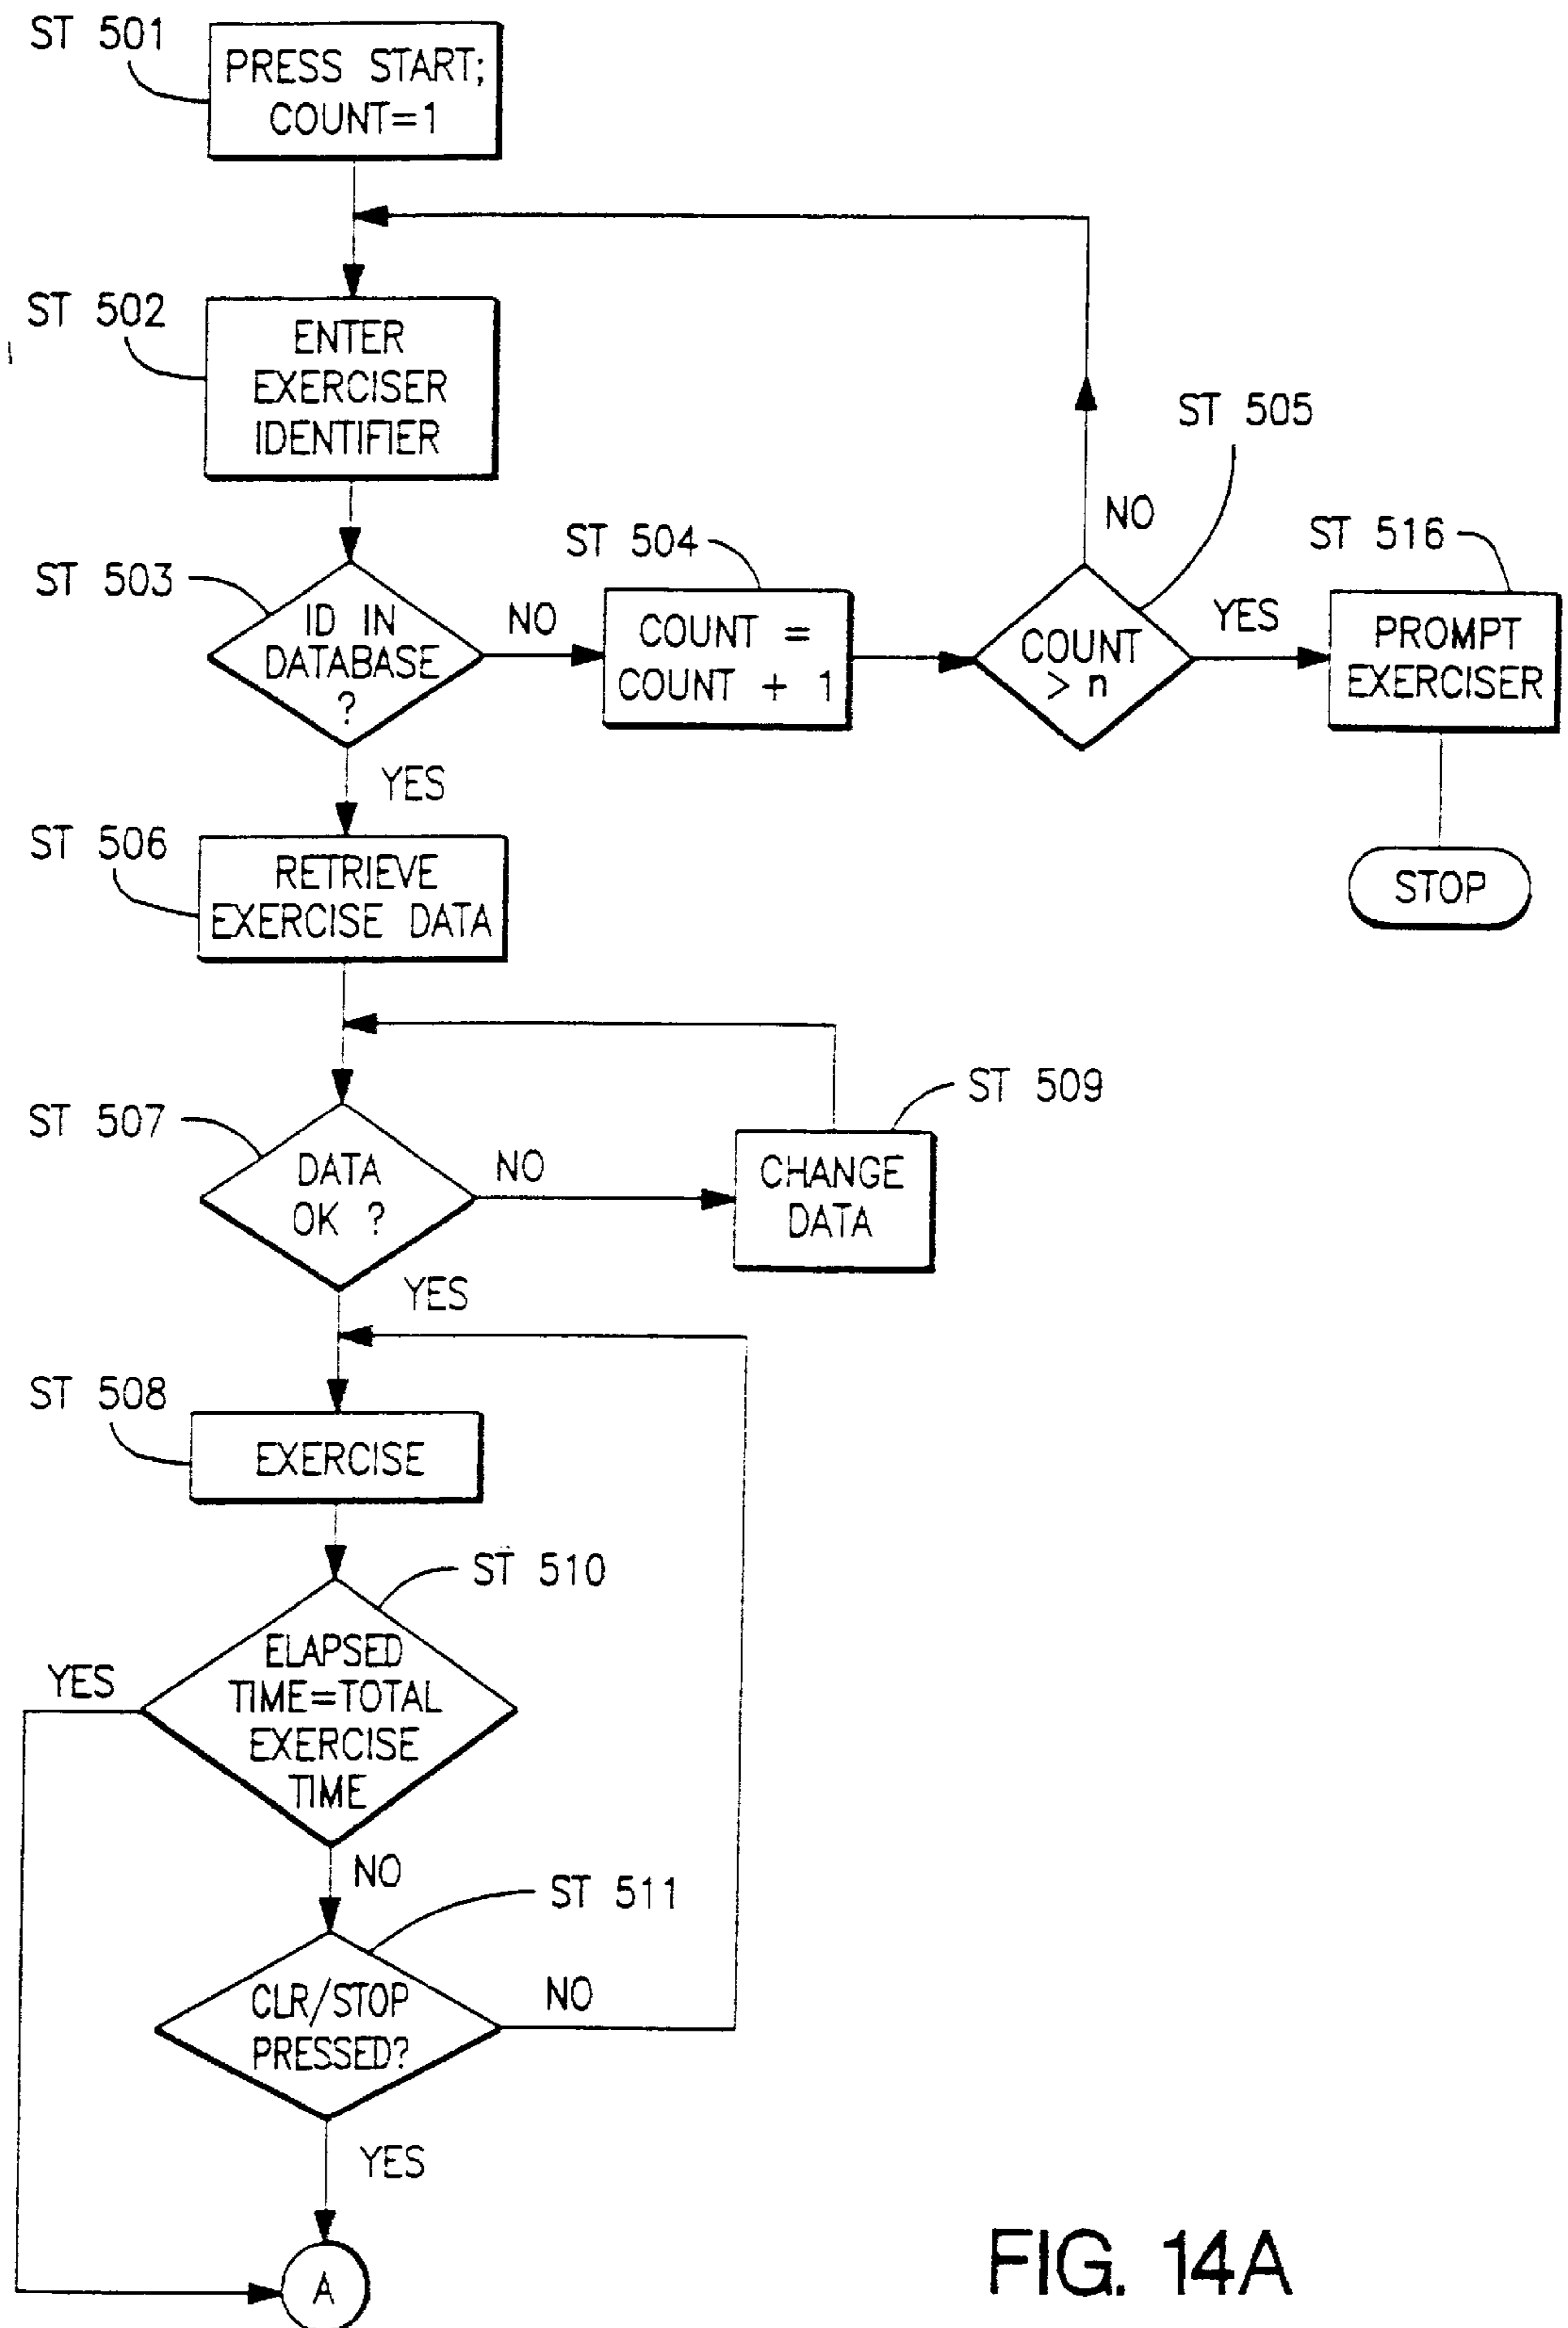 ST 501
PRESS START;
COUNT=1
ST 502
ENTER
EXERCISER
IDENTIFIER
ST 503
ID IN
DATABASE
?
NO
ST 504
COUNT =
COUNT + 1
ST 505
COUNT
> n
NO
YES
ST 516
PROMPT
EXERCISER
STOP
YES
ST 506
RETRIEVE
EXERCISE DATA
ST 507
DATA
OK ?
NO
ST 509
CHANGE
DATA
YES
ST 508
EXERCISE
ST 510
ELAPSED
TIME=TOTAL
EXERCISE
TIME
YES
NO
ST 511
CLR/STOP
PRESSED?
NO
YES
A
FIG. 14A